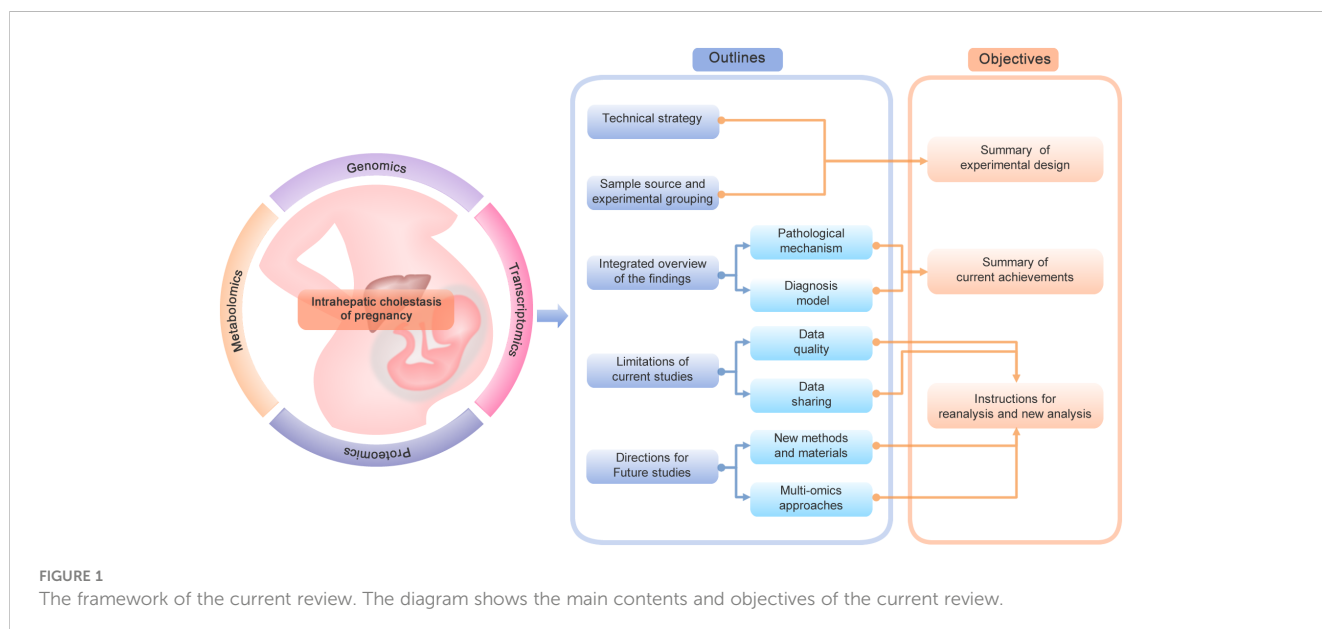 Outlines
Objectives
Genomics
Transcriptomics
Proteomics
Metabolomics
Intrahepatic cholestasis
of pregnancy
Technical strategy
Sample source and
experimental grouping
Integrated overview
of the findings
Pathological
mechanism
Diagnosis
model
Limitations of
current studies
Data
quality
Data
sharing
Directions for
Future studies
New methods
and materials
Multi-omics
approaches
Summary of
experimental design
Summary of
current achievements
Instructions for
reanalysis and new analysis
FIGURE 1
The framework of the current review. The diagram shows the main contents and objectives of the current review.